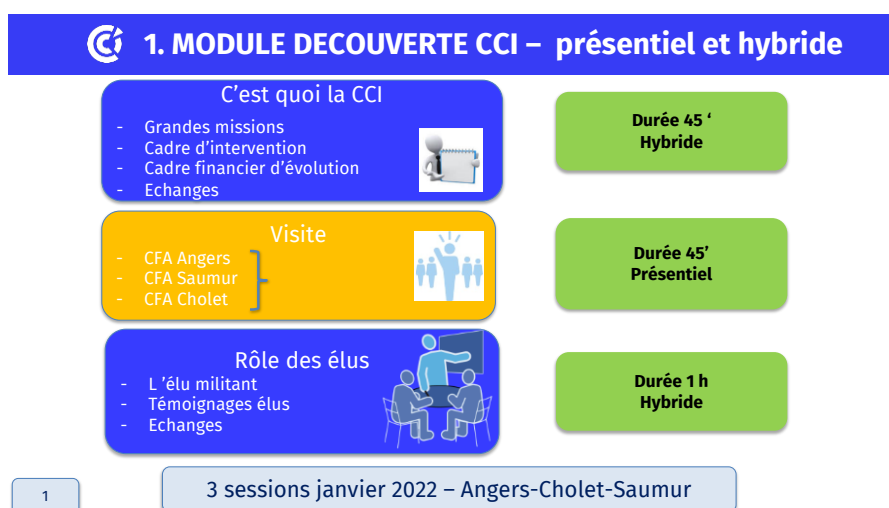 1. MODULE DECOUVERTE CCI – présentiel et hybride
C'est quoi la CCI
- Grandes missions
- Cadre d'intervention
- Cadre financier d'évolution
- Echanges
Durée 45 ‘
Hybride
Visite
- CFA Angers
- CFA Saumur
- CFA Cholet
Durée 45’
Présentiel
Rôle des élus
- L ’élu militant
- Témoignages élus
- Echanges
Durée 1 h
Hybride
1
3 sessions janvier 2022 – Angers-Cholet-Saumur